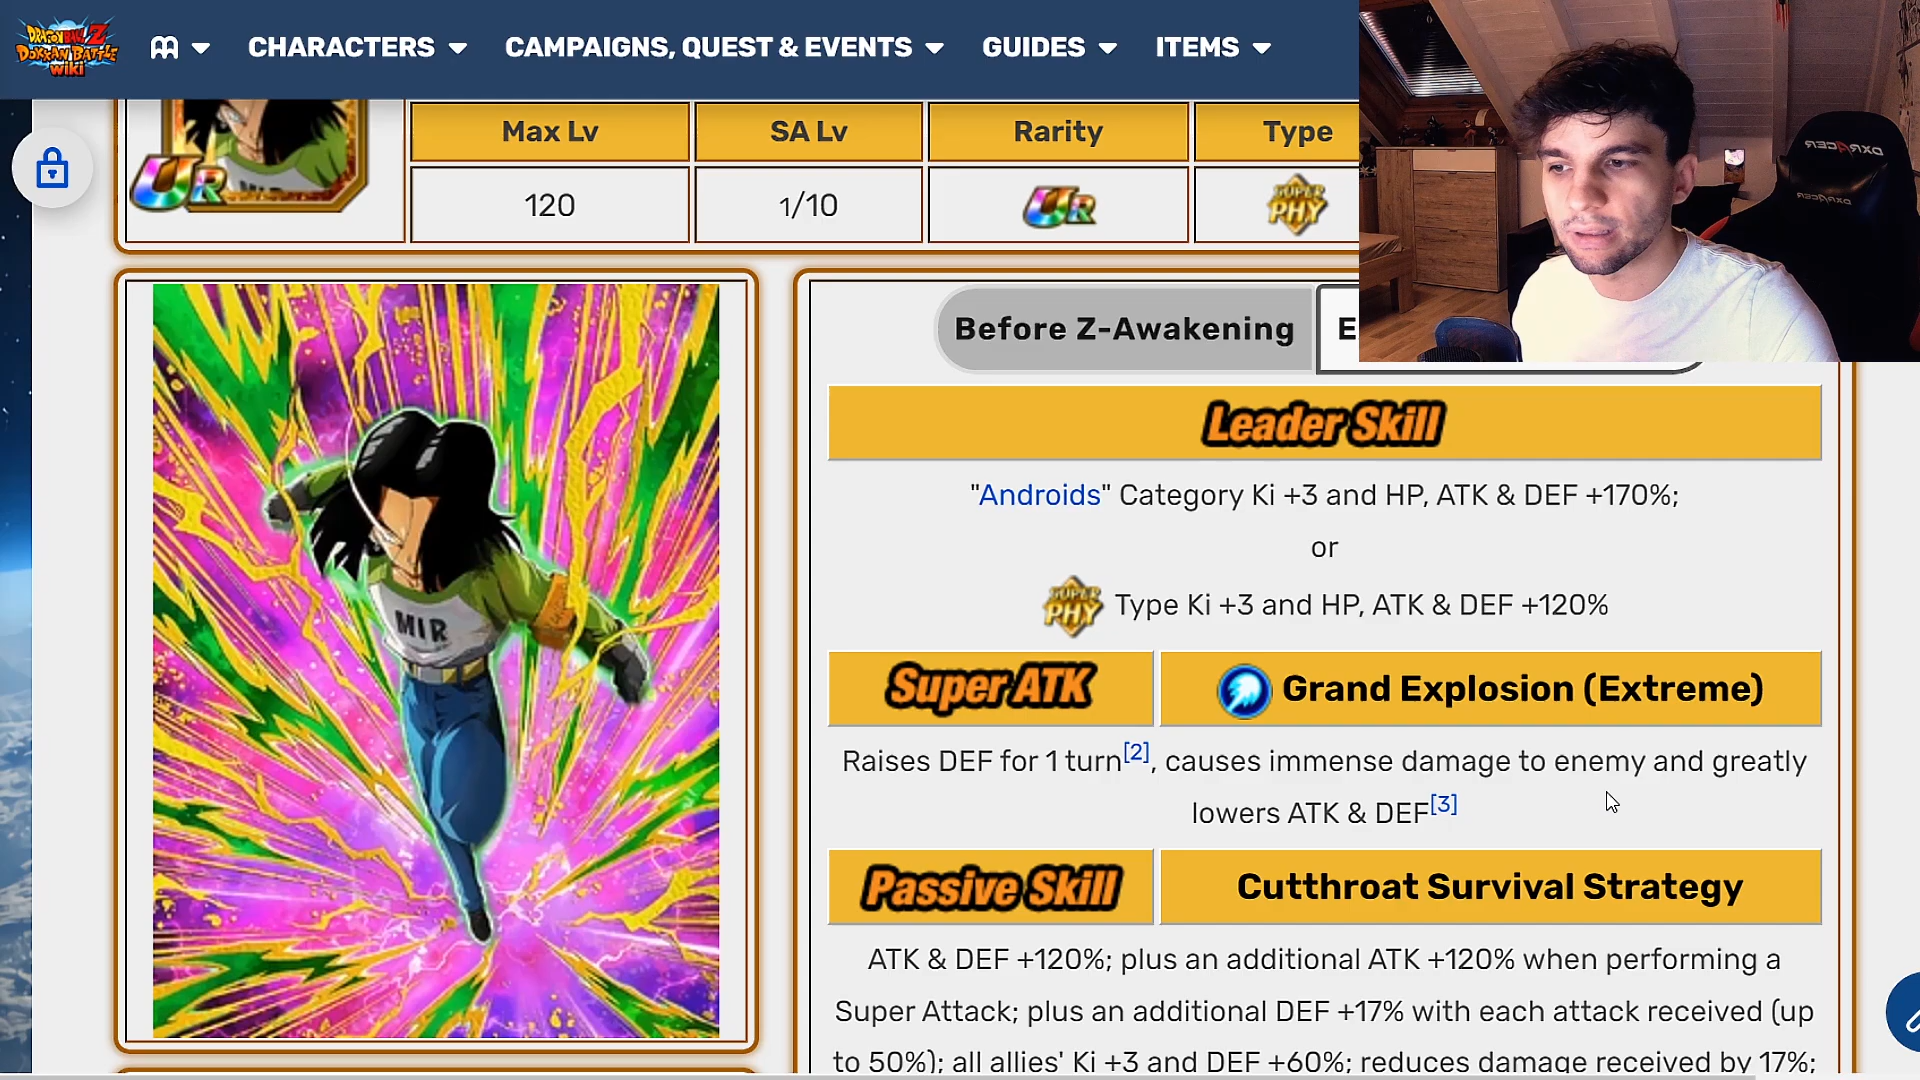 DRAGON BALL Z
DOKKAN BATTLE
wiki
CHARACTERS
CAMPAIGNS, QUEST & EVENTS
GUIDES
ITEMS
UR
Max Lv
SA Lv
Rarity
Type
120
1/10
UR
SUPER PHY
DXRACER
DXRACER
Before Z-Awakening
E
Leader Skill
"Androids" Category Ki +3 and HP, ATK & DEF +170%;
or
SUPER PHY Type Ki +3 and HP, ATK & DEF +120%
Super ATK
Grand Explosion (Extreme)
Raises DEF for 1 turn[2], causes immense damage to enemy and greatly
lowers ATK & DEF[3]
Passive Skill
Cutthroat Survival Strategy
ATK & DEF +120%; plus an additional ATK +120% when performing a
Super Attack; plus an additional DEF +17% with each attack received (up
to 50%); all allies' Ki +3 and DEF +60%; reduces damage received by 17%;
MIR